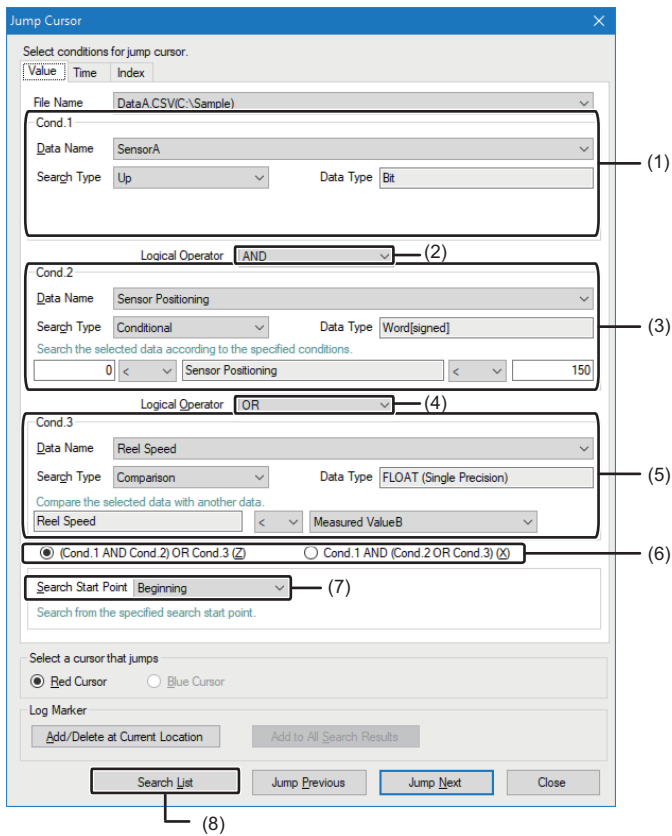 Jump Cursor
Select conditions for jump cursor.
Value Time Index
File Name DataA.CSV(C:\Sample)
Cond.1
Data Name SensorA
(1)
Search Type Up Data Type Bit
Logical Operator AND (2)
Cond.2
Data Name Sensor Positioning
Search Type Conditional Data Type Word[signed] (3)
Search the selected data according to the specified conditions.
0 < Sensor Positioning < 150
Logical Operator OR (4)
Cond.3
Data Name Reel Speed
Search Type Comparison Data Type FLOAT (Single Precision) (5)
Compare the selected data with another data.
Reel Speed < Measured ValueB
(Cond.1 AND Cond.2) OR Cond.3 (Z) Cond.1 AND (Cond.2 OR Cond.3) (X) (6)
Search Start Point Beginning (7)
Search from the specified search start point.
Select a cursor that jumps
Red Cursor Blue Cursor
Log Marker
Add/Delete at Current Location Add to All Search Results
Search List Jump Previous Jump Next Close
(8)